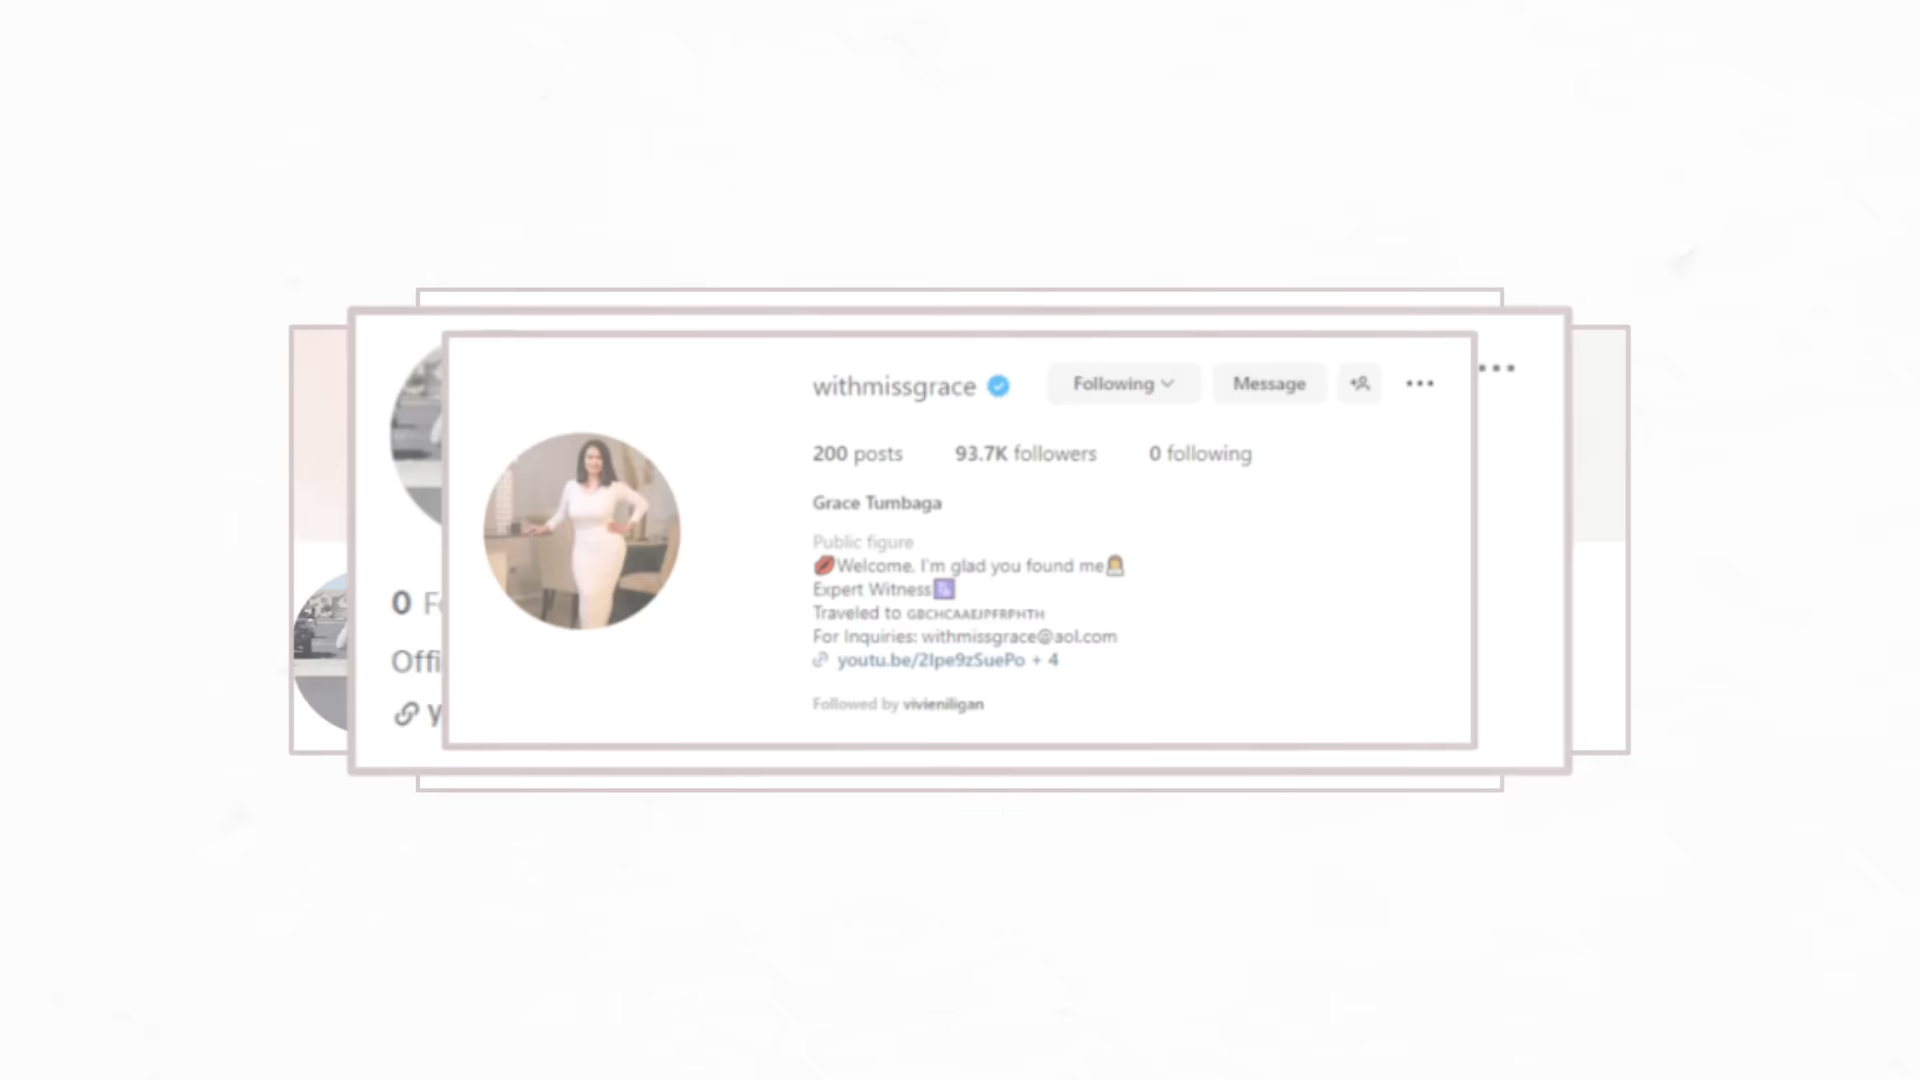 withmissgrace
Following
Message
200 posts 93.7K followers 0 following
Grace Tumbaga
Public figure
💋Welcome, I'm glad you found me👩‍💼
Expert Witness
Traveled to ɢʙᴄʜᴄᴀᴀᴇᴊᴘғʀᴘʜᴛʜ
For Inquiries: withmissgrace@aol.com
youtu.be/2Ipe9zSuePo + 4
Followed by vivieniligan
0 F
Offi
y